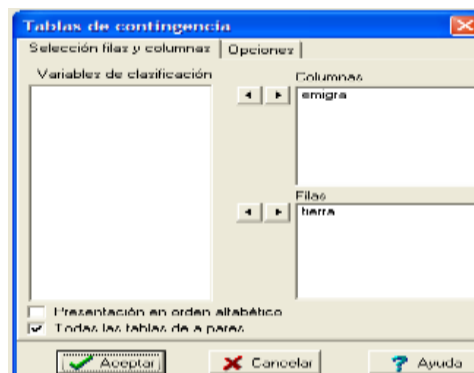 Tablas de contingencia
Selección filas y columnas Opciones
Variables de clasificación
Columnas
emigra
Filas
tierra
Presentación en orden alfabético
Todas las tablas de a pares
Aceptar Cancelar Ayuda